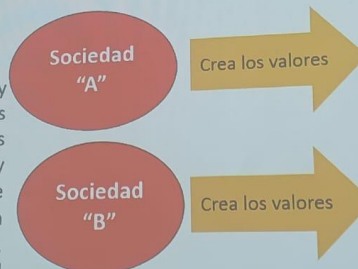 Sociedad
"A"
Crea los valores
y
s
s
y
e
Sociedad
"B"
Crea los valores